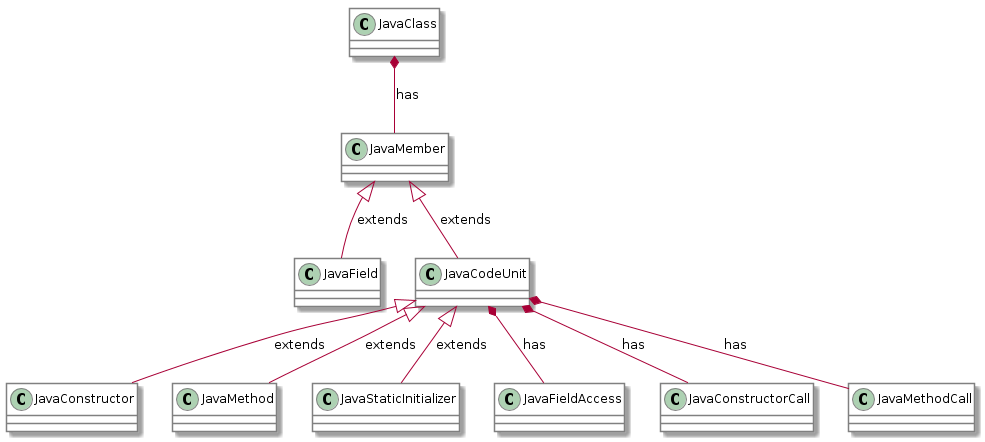 C JavaClass
has
C JavaMember
extends
extends
C JavaField
C JavaCodeUnit
extends
extends
extends
has
has
has
C JavaConstructor
C JavaMethod
C JavaStaticInitializer
C JavaFieldAccess
C JavaConstructorCall
C JavaMethodCall